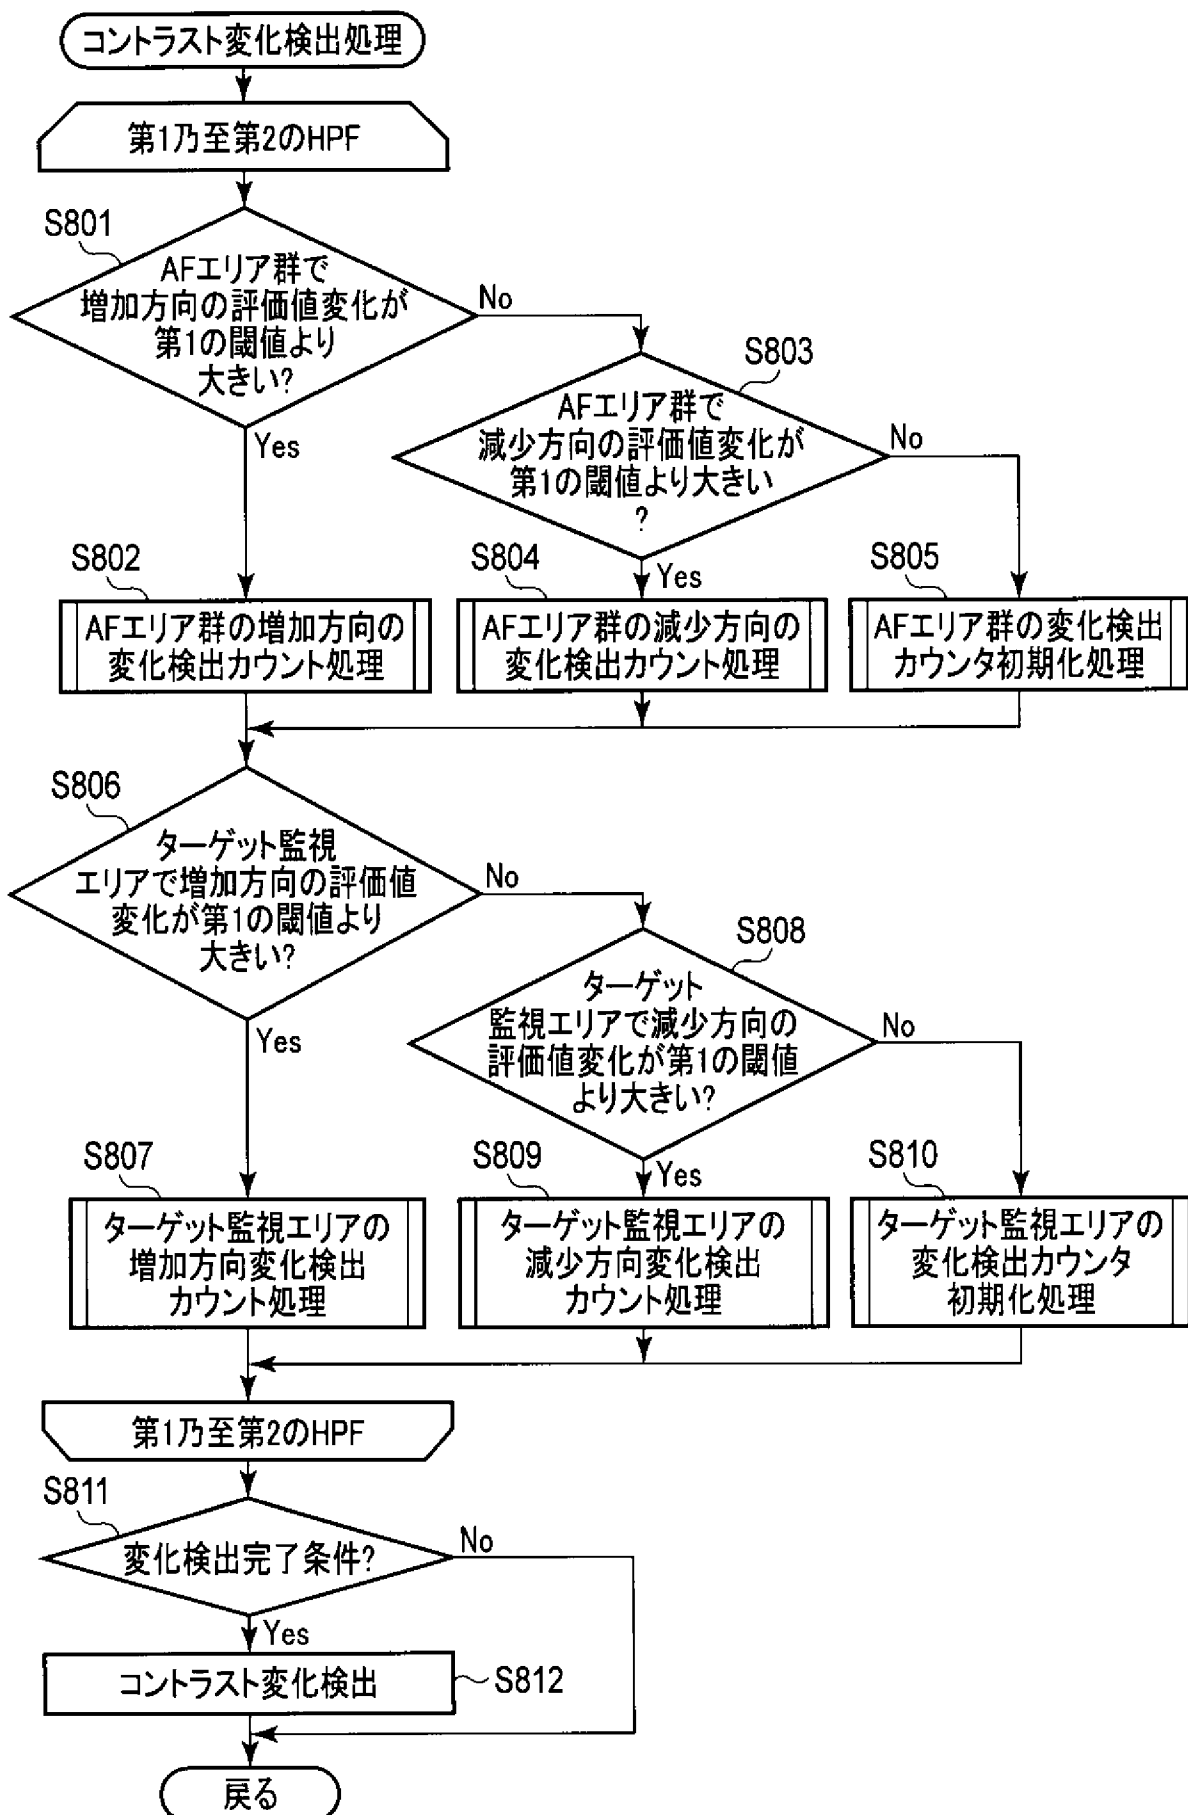 コントラスト変化検出処理
第1乃至第2のHPF
S801
AFエリア群で
増加方向の評価値変化が
第1の閾値より
大きい?
No
Yes
S803
AFエリア群で
減少方向の評価値変化が
第1の閾値より大きい
?
No
Yes
S802
AFエリア群の増加方向の
変化検出カウント処理
S804
AFエリア群の減少方向の
変化検出カウント処理
S805
AFエリア群の変化検出
カウンタ初期化処理
S806
ターゲット監視
エリアで増加方向の評価値
変化が第1の閾値より
大きい?
No
Yes
S808
ターゲット
監視エリアで減少方向の
評価値変化が第1の閾値
より大きい?
No
Yes
S807
ターゲット監視エリアの
増加方向変化検出
カウント処理
S809
ターゲット監視エリアの
減少方向変化検出
カウント処理
S810
ターゲット監視エリアの
変化検出カウンタ
初期化処理
第1乃至第2のHPF
S811
変化検出完了条件?
No
Yes
コントラスト変化検出
S812
戻る